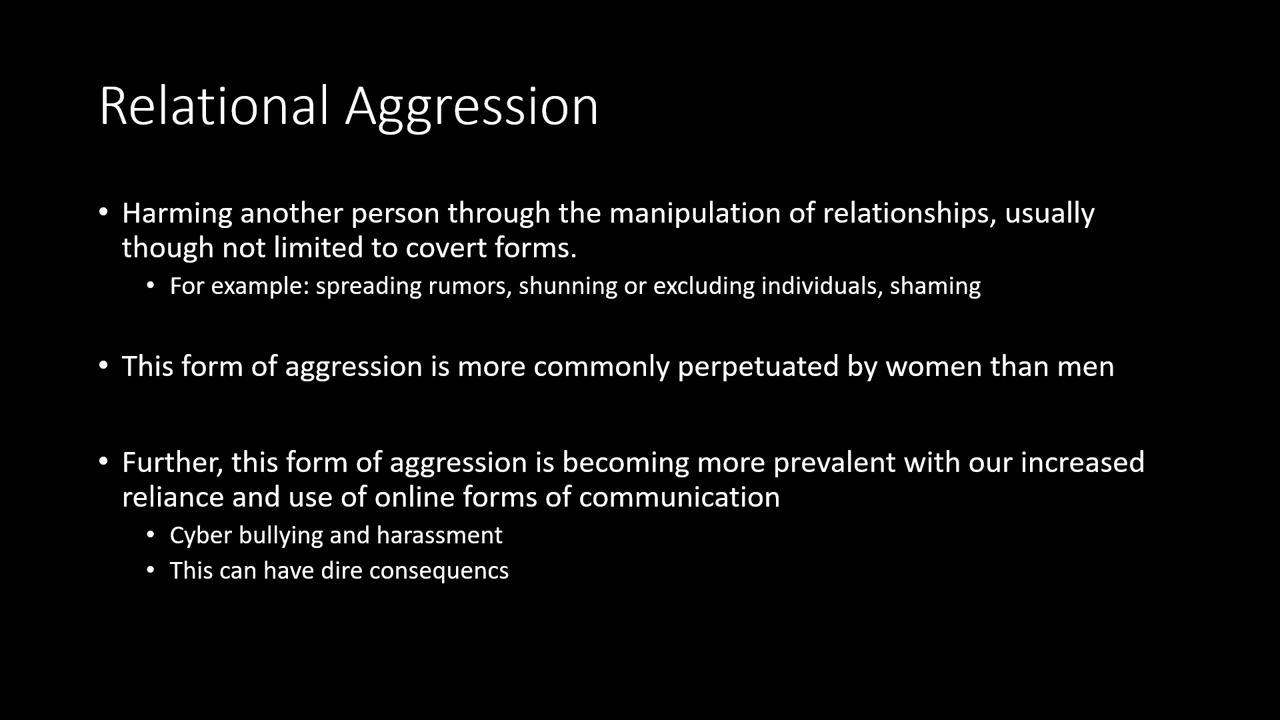 Relational Aggression
• Harming another person through the manipulation of relationships, usually
though not limited to covert forms.
• For example: spreading rumors, shunning or excluding individuals, shaming
• This form of aggression is more commonly perpetuated by women than men
• Further, this form of aggression is becoming more prevalent with our increased
reliance and use of online forms of communication
• Cyber bullying and harassment
• This can have dire consequencs